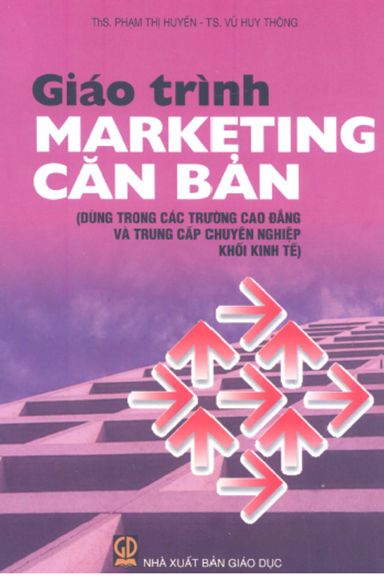 ThS. PHẠM THỊ HUYỀN - TS. VŨ HUY THÔNG
Giáo trình
MARKETING
CĂN BẢN
(DÙNG TRONG CÁC TRƯỜNG CAO ĐẲNG
VÀ TRUNG CẤP CHUYÊN NGHIỆP
KHỐI KINH TẾ)
GD
NHÀ XUẤT BẢN GIÁO DỤC